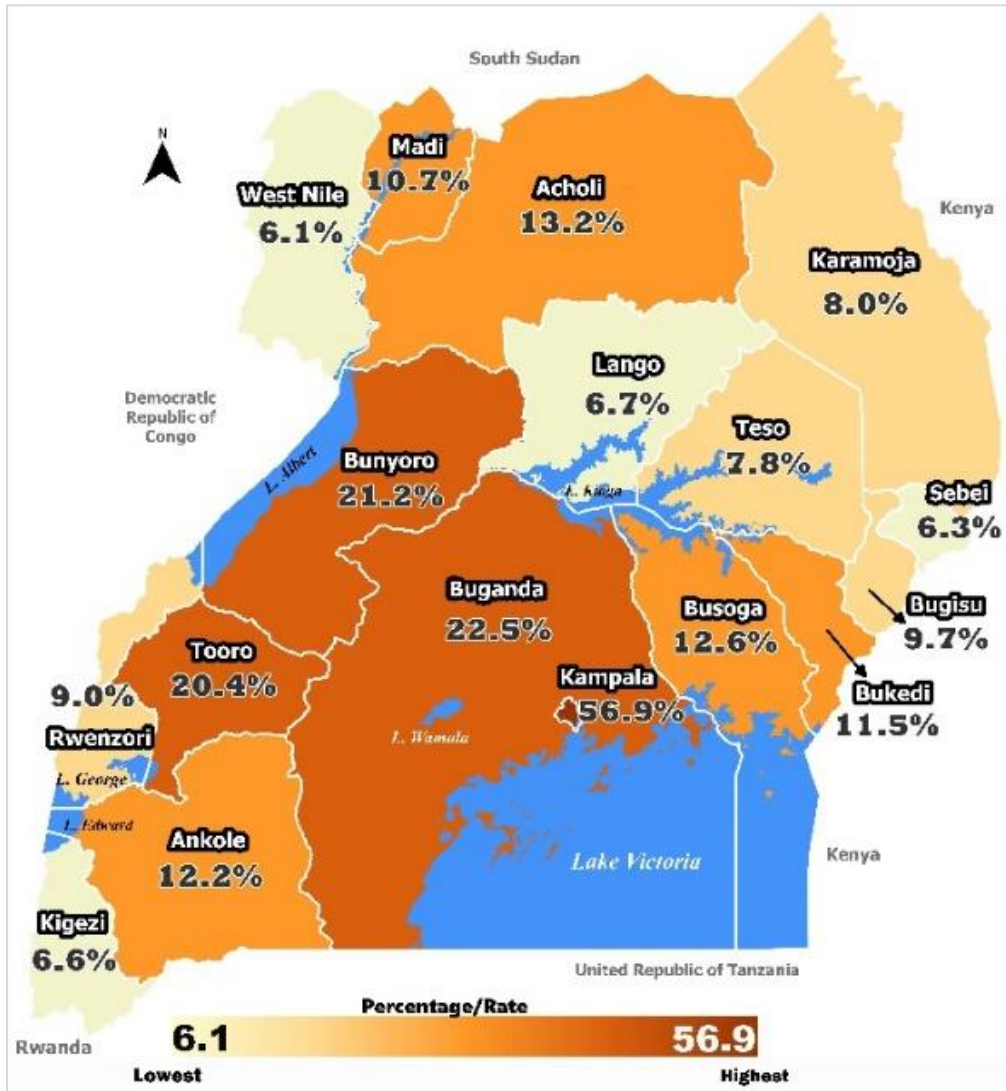 South Sudan
N
Madi
10.7%
West Nile
6.1%
Acholi
13.2%
Kenya
Karamoja
8.0%
Lango
6.7%
Democratic
Republic of
Congo
Teso
7.8%
L. Albert
Bunyoro
21.2%
L. Kioga
Sebei
6.3%
Buganda
22.5%
Busoga
12.6%
Bugisu
9.7%
Tooro
20.4%
Kampala
56.9%
9.0%
Rwenzori
Bukedi
11.5%
L. Wamala
L. George
L. Edward
Ankole
12.2%
Lake Victoria
Kenya
Kigezi
6.6%
United Republic of Tanzania
Percentage/Rate
6.1
56.9
Rwanda
Lowest
Highest